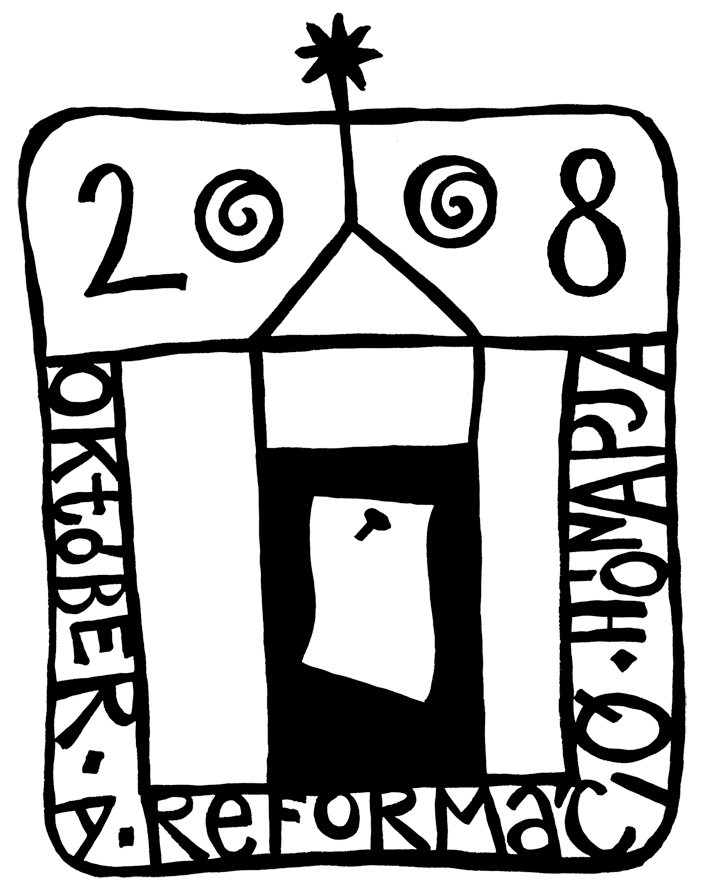 2008
OKTÓBER · A · REFORMÁCIÓ · HÓNAPJA